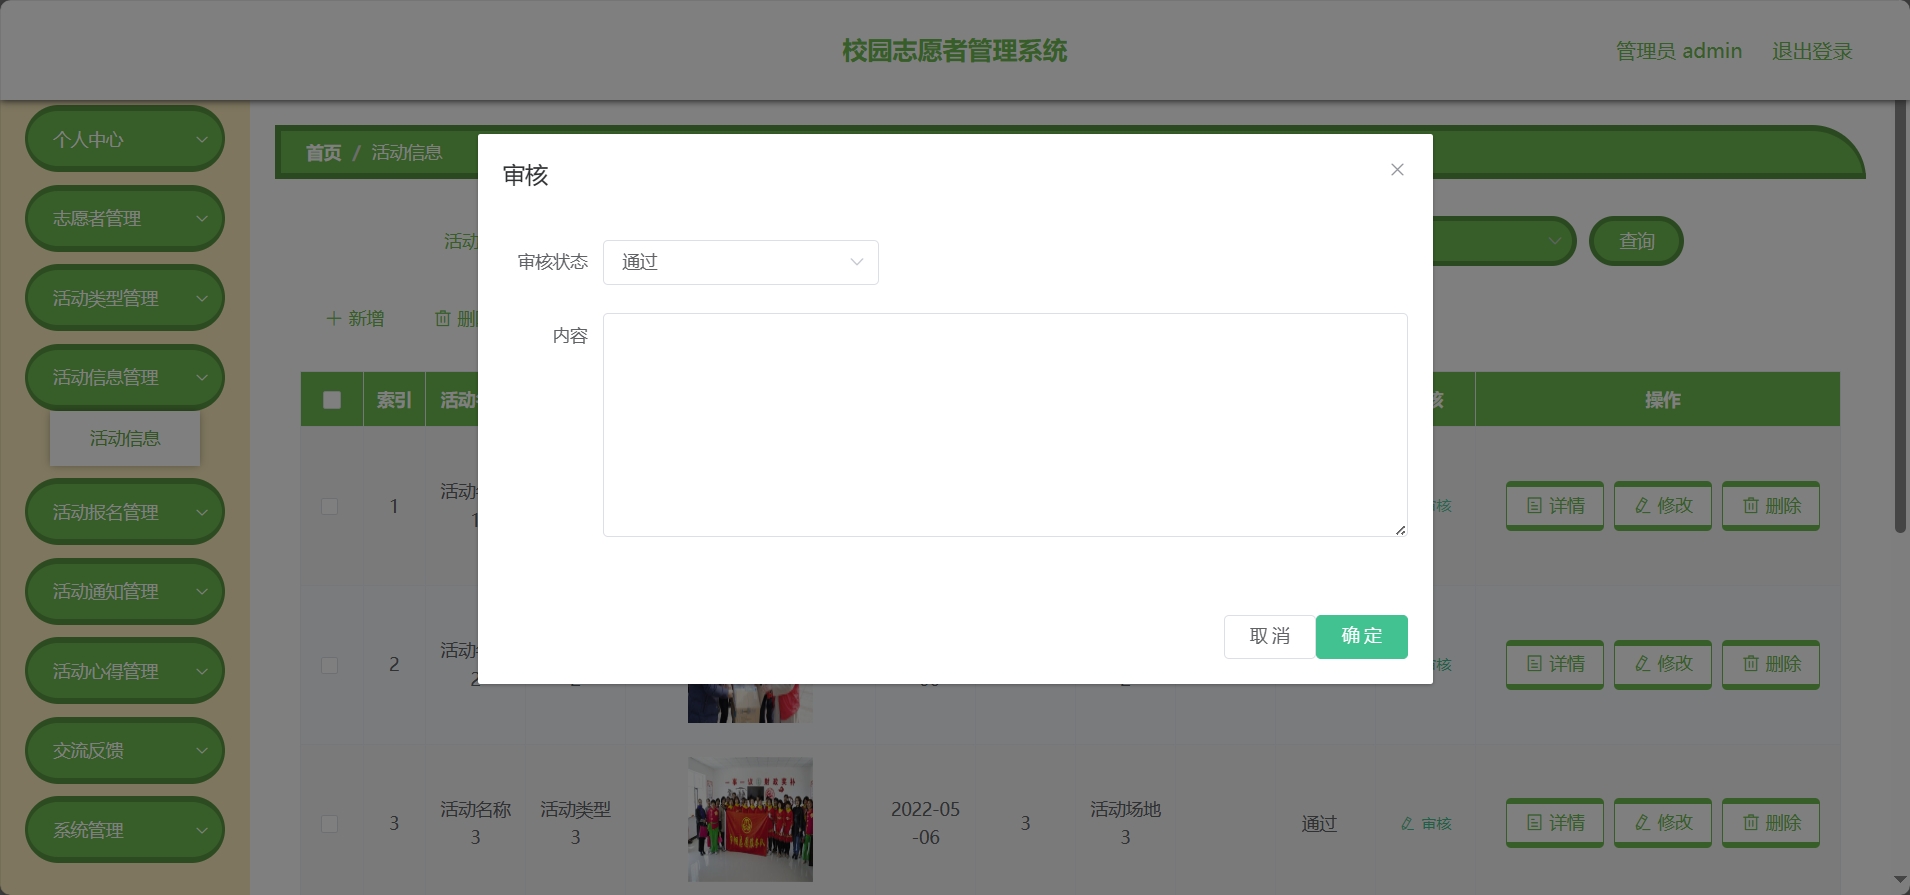 校园志愿者管理系统
管理员 admin
退出登录
个人中心
志愿者管理
活动类型管理
活动信息管理
活动信息
活动报名管理
活动通知管理
活动心得管理
交流反馈
系统管理
首页 / 活动信息
活动
查询
新增
删
审核
审核状态
通过
内容
取消
确定
索引
活动
核
操作
1
活动
1
核
详情
修改
删除
2
活动
2
核
详情
修改
删除
3
活动名称
3
活动类型
3
2022-05
-06
3
活动场地
3
通过
审核
详情
修改
删除